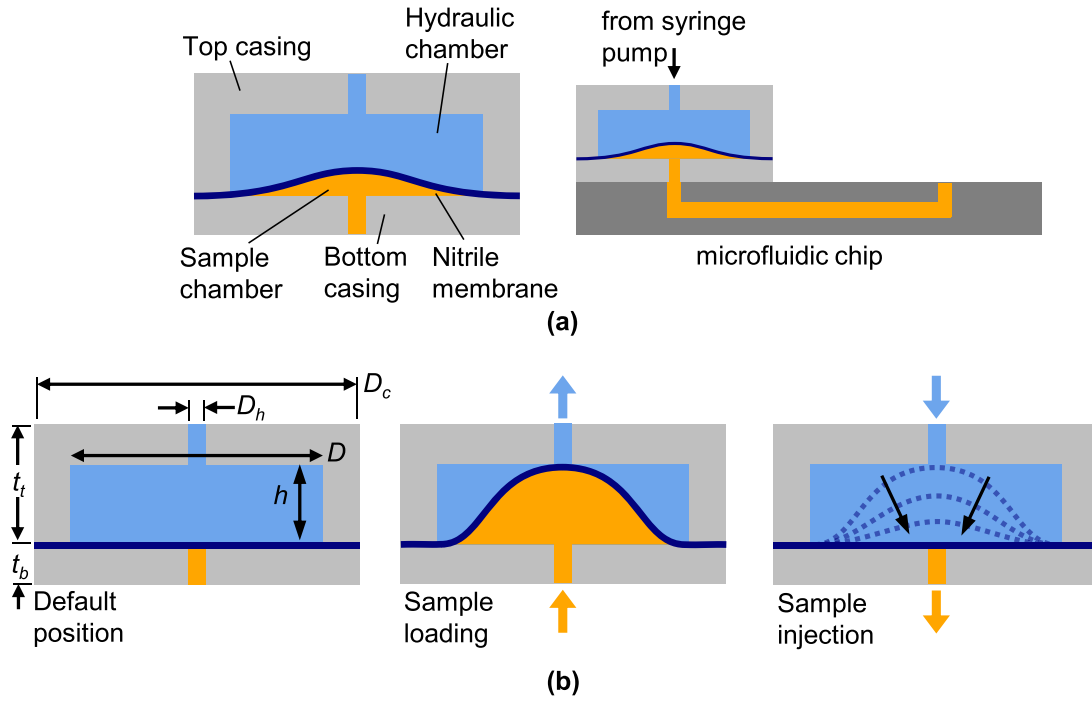 Top casing
Hydraulic
chamber
from syringe
pump
Sample
chamber
Bottom
casing
Nitrile
membrane
microfluidic chip
(a)
D_c
D_h
D
t_t
h
t_b
Default
position
Sample
loading
Sample
injection
(b)